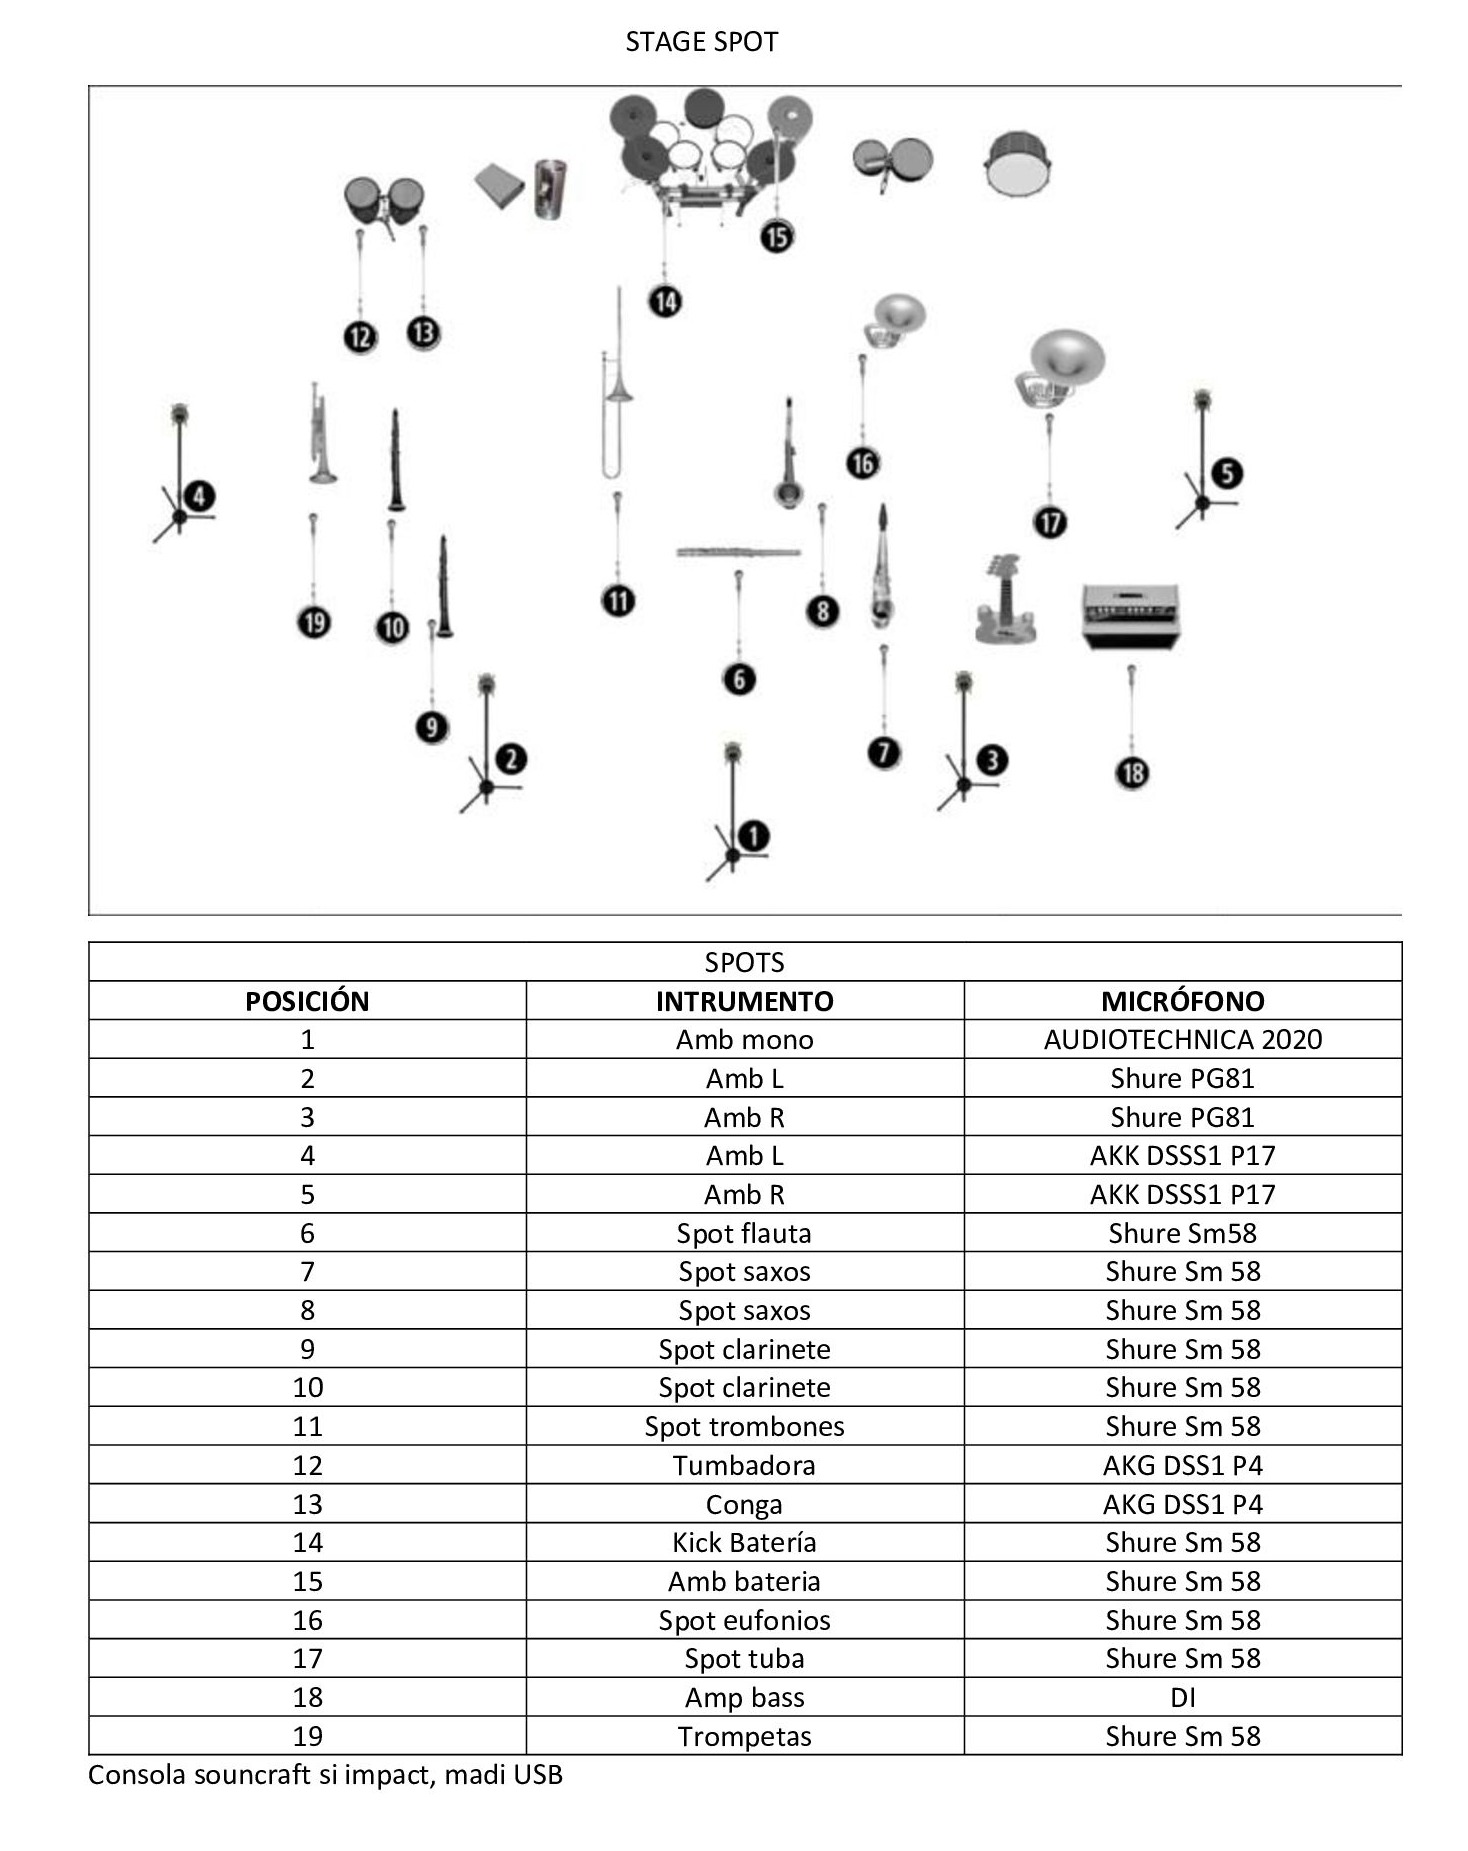 STAGE SPOT
15
14
12 13
16
4
5
17
19 10
11
8
6
9
2
7
3
18
1
SPOTS
POSICIÓN INTRUMENTO MICRÓFONO
1 Amb mono AUDIOTECHNICA 2020
2 Amb L Shure PG81
3 Amb R Shure PG81
4 Amb L AKK DSSS1 P17
5 Amb R AKK DSSS1 P17
6 Spot flauta Shure Sm58
7 Spot saxos Shure Sm 58
8 Spot saxos Shure Sm 58
9 Spot clarinete Shure Sm 58
10 Spot clarinete Shure Sm 58
11 Spot trombones Shure Sm 58
12 Tumbadora AKG DSS1 P4
13 Conga AKG DSS1 P4
14 Kick Batería Shure Sm 58
15 Amb bateria Shure Sm 58
16 Spot eufonios Shure Sm 58
17 Spot tuba Shure Sm 58
18 Amp bass DI
19 Trompetas Shure Sm 58
Consola souncraft si impact, madi USB